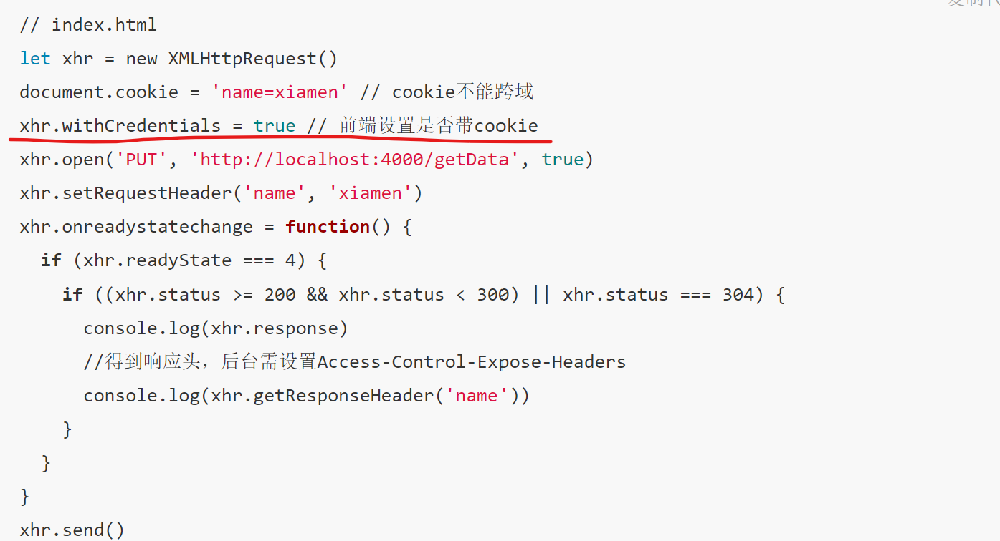 // index.html
let xhr = new XMLHttpRequest()
document.cookie = 'name=xiamen' // cookie不能跨域
xhr.withCredentials = true // 前端设置是否带cookie
xhr.open('PUT', 'http://localhost:4000/getData', true)
xhr.setRequestHeader('name', 'xiamen')
xhr.onreadystatechange = function() {
  if (xhr.readyState === 4) {
    if ((xhr.status >= 200 && xhr.status < 300) || xhr.status === 304) {
      console.log(xhr.response)
      //得到响应头，后台需设置Access-Control-Expose-Headers
      console.log(xhr.getResponseHeader('name'))
    }
  }
}
xhr.send()